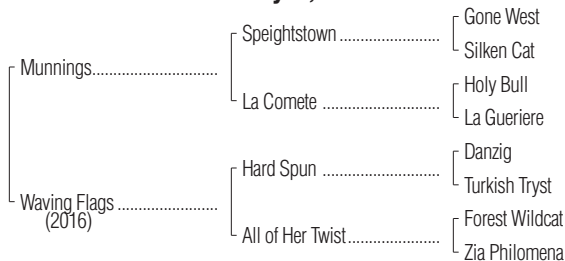 Gone West
Speightstown
Silken Cat
Munnings
Holy Bull
La Comete
La Gueriere
Danzig
Hard Spun
Turkish Tryst
Waving Flags
(2016)
Forest Wildcat
All of Her Twist
Zia Philomena